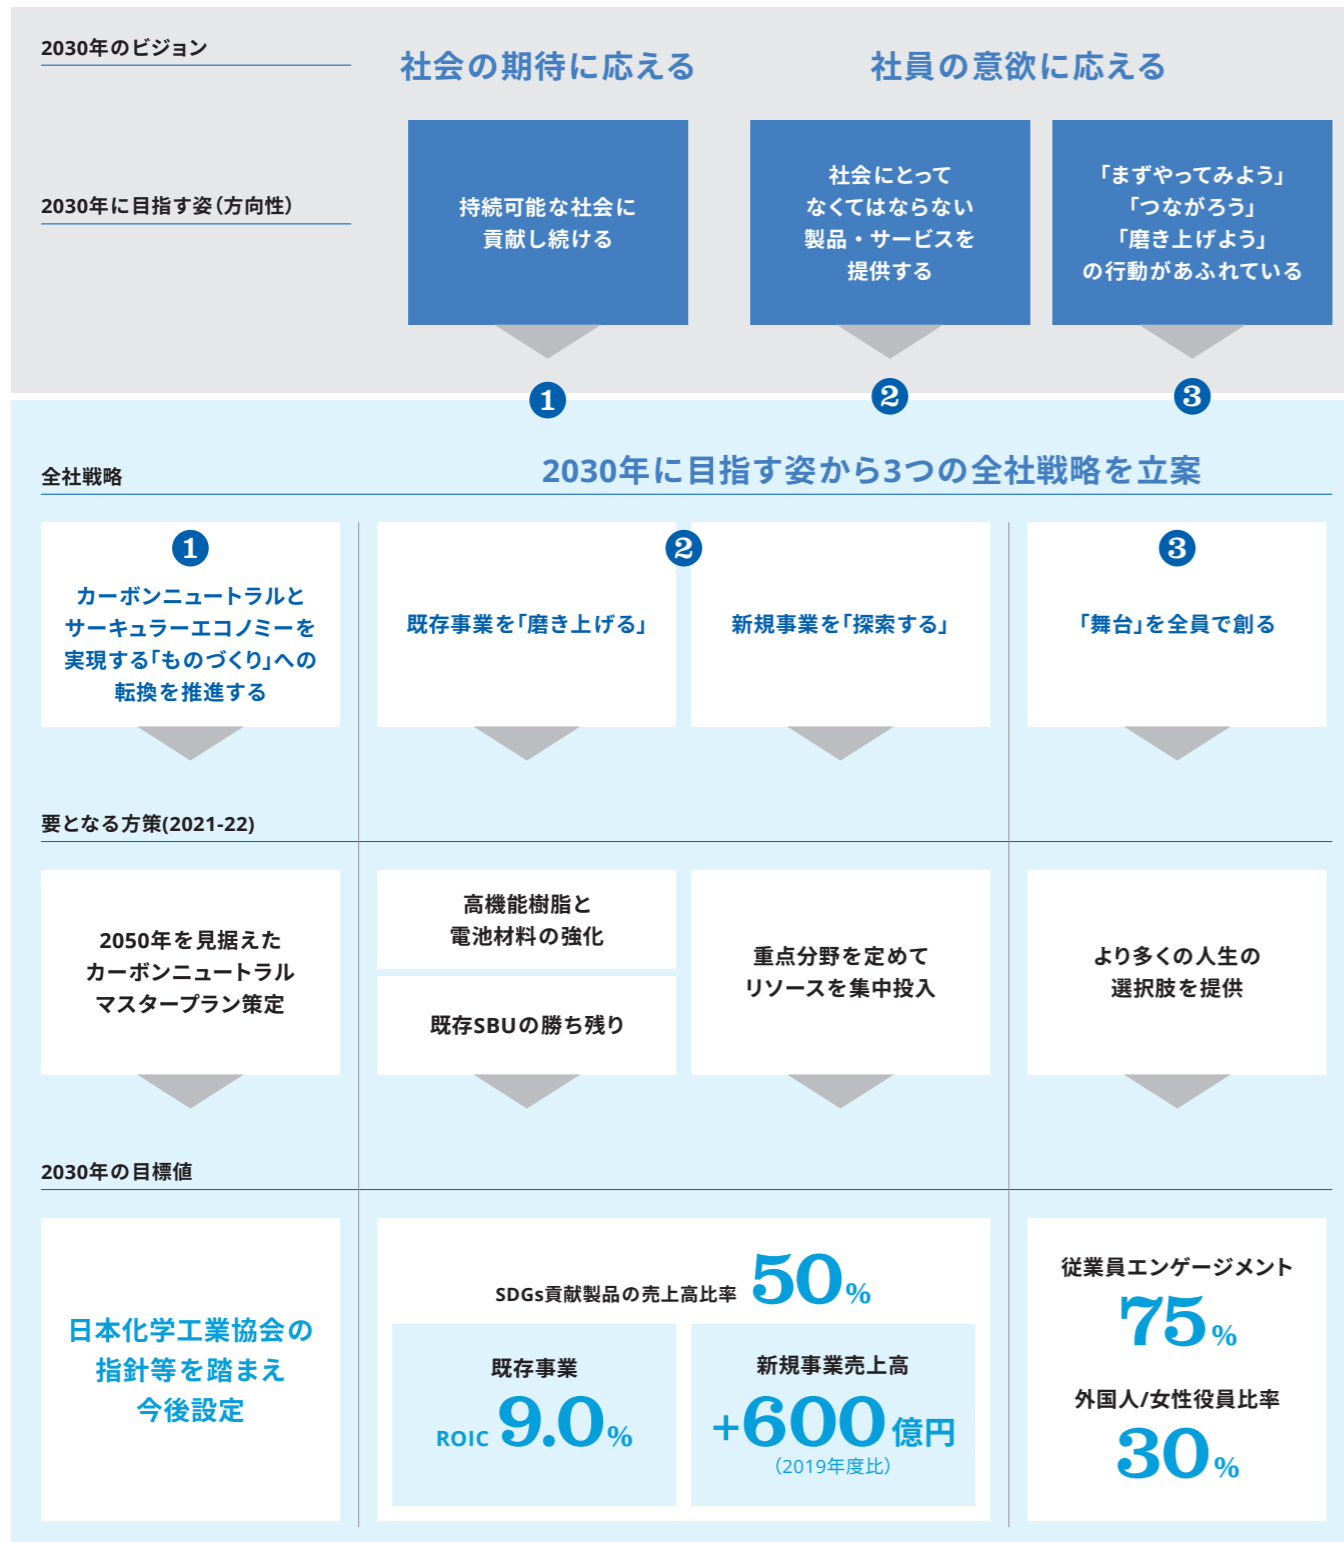 2030年のビジョン
社会の期待に応える
社員の意欲に応える
2030年に目指す姿（方向性）
持続可能な社会に
貢献し続ける
社会にとって
なくてはならない
製品・サービスを
提供する
「まずやってみよう」
「つながろう」
「磨き上げよう」
の行動があふれている
1
2
3
全社戦略
2030年に目指す姿から3つの全社戦略を立案
1
カーボンニュートラルと
サーキュラーエコノミーを
実現する「ものづくり」への
転換を推進する
2
既存事業を「磨き上げる」
新規事業を「探索する」
3
「舞台」を全員で創る
要となる方策(2021-22)
2050年を見据えた
カーボンニュートラル
マスタープラン策定
高機能樹脂と
電池材料の強化
既存SBUの勝ち残り
重点分野を定めて
リソースを集中投入
より多くの人生の
選択肢を提供
2030年の目標値
日本化学工業協会の
指針等を踏まえ
今後設定
SDGs貢献製品の売上高比率 50%
既存事業
ROIC 9.0%
新規事業売上高
+600億円
（2019年度比）
従業員エンゲージメント
75%
外国人/女性役員比率
30%